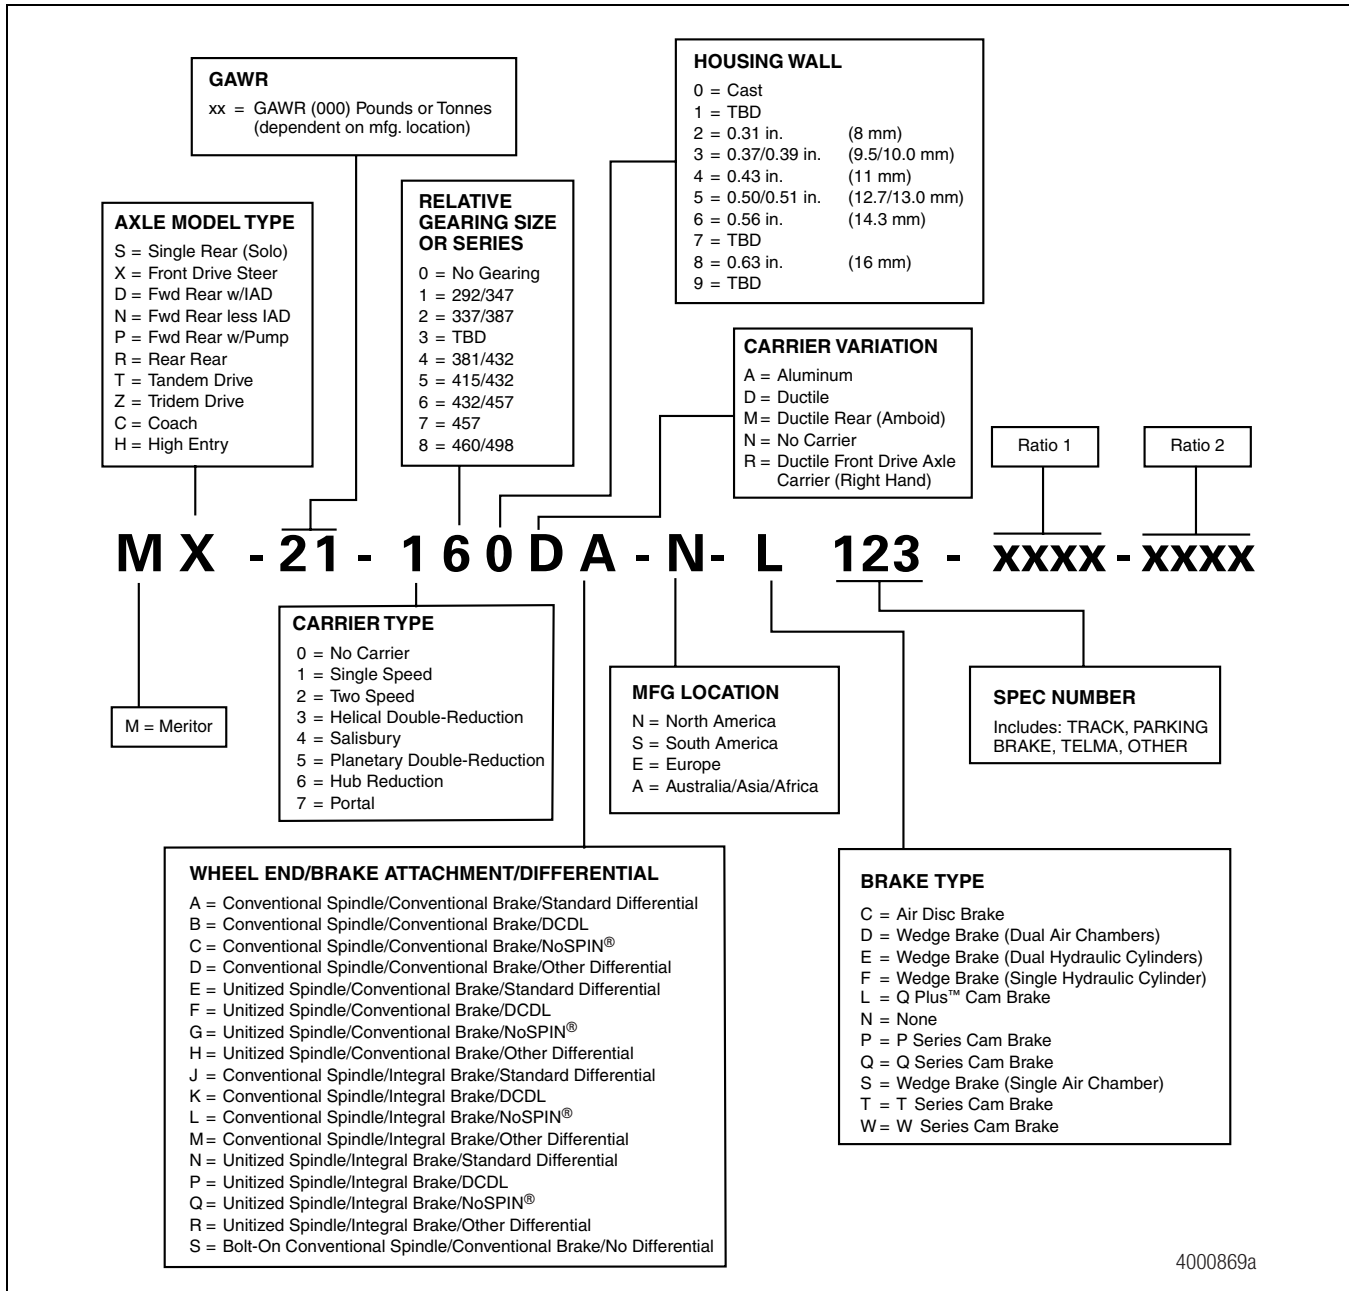 GAWR
xx = GAWR (000) Pounds or Tonnes
(dependent on mfg. location)
HOUSING WALL
0 = Cast
1 = TBD
2 = 0.31 in. (8 mm)
3 = 0.37/0.39 in. (9.5/10.0 mm)
4 = 0.43 in. (11 mm)
5 = 0.50/0.51 in. (12.7/13.0 mm)
6 = 0.56 in. (14.3 mm)
7 = TBD
8 = 0.63 in. (16 mm)
9 = TBD
AXLE MODEL TYPE
S = Single Rear (Solo)
X = Front Drive Steer
D = Fwd Rear w/IAD
N = Fwd Rear less IAD
P = Fwd Rear w/Pump
R = Rear Rear
T = Tandem Drive
Z = Tridem Drive
C = Coach
H = High Entry
RELATIVE
GEARING SIZE
OR SERIES
0 = No Gearing
1 = 292/347
2 = 337/387
3 = TBD
4 = 381/432
5 = 415/432
6 = 432/457
7 = 457
8 = 460/498
CARRIER VARIATION
A = Aluminum
D = Ductile
M = Ductile Rear (Amboid)
N = No Carrier
R = Ductile Front Drive Axle
Carrier (Right Hand)
Ratio 1
Ratio 2
MX - 21 - 160DA - N - L 123 - xxxx - xxxx
M = Meritor
CARRIER TYPE
0 = No Carrier
1 = Single Speed
2 = Two Speed
3 = Helical Double-Reduction
4 = Salisbury
5 = Planetary Double-Reduction
6 = Hub Reduction
7 = Portal
MFG LOCATION
N = North America
S = South America
E = Europe
A = Australia/Asia/Africa
SPEC NUMBER
Includes: TRACK, PARKING
BRAKE, TELMA, OTHER
WHEEL END/BRAKE ATTACHMENT/DIFFERENTIAL
A = Conventional Spindle/Conventional Brake/Standard Differential
B = Conventional Spindle/Conventional Brake/DCDL
C = Conventional Spindle/Conventional Brake/NoSPIN®
D = Conventional Spindle/Conventional Brake/Other Differential
E = Unitized Spindle/Conventional Brake/Standard Differential
F = Unitized Spindle/Conventional Brake/DCDL
G = Unitized Spindle/Conventional Brake/NoSPIN®
H = Unitized Spindle/Conventional Brake/Other Differential
J = Conventional Spindle/Integral Brake/Standard Differential
K = Conventional Spindle/Integral Brake/DCDL
L = Conventional Spindle/Integral Brake/NoSPIN®
M = Conventional Spindle/Integral Brake/Other Differential
N = Unitized Spindle/Integral Brake/Standard Differential
P = Unitized Spindle/Integral Brake/DCDL
Q = Unitized Spindle/Integral Brake/NoSPIN®
R = Unitized Spindle/Integral Brake/Other Differential
S = Bolt-On Conventional Spindle/Conventional Brake/No Differential
BRAKE TYPE
C = Air Disc Brake
D = Wedge Brake (Dual Air Chambers)
E = Wedge Brake (Dual Hydraulic Cylinders)
F = Wedge Brake (Single Hydraulic Cylinder)
L = Q Plus™ Cam Brake
N = None
P = P Series Cam Brake
Q = Q Series Cam Brake
S = Wedge Brake (Single Air Chamber)
T = T Series Cam Brake
W = W Series Cam Brake
4000869a